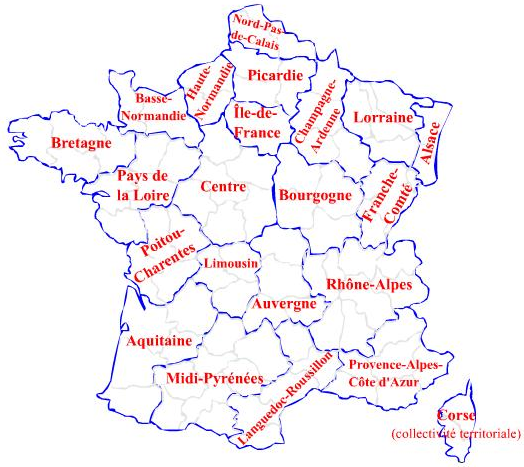 Nord-Pas-
de-Calais
Picardie
Haute-
Normandie
Basse-
Normandie
Île-de-
France
Champagne-
Ardenne
Lorraine
Alsace
Bretagne
Pays de
la Loire
Centre
Bourgogne
Franche-
Comté
Poitou-
Charentes
Limousin
Auvergne
Rhône-Alpes
Aquitaine
Midi-Pyrénées
Languedoc-Roussillon
Provence-Alpes-
Côte d'Azur
Corse
(collectivité territoriale)